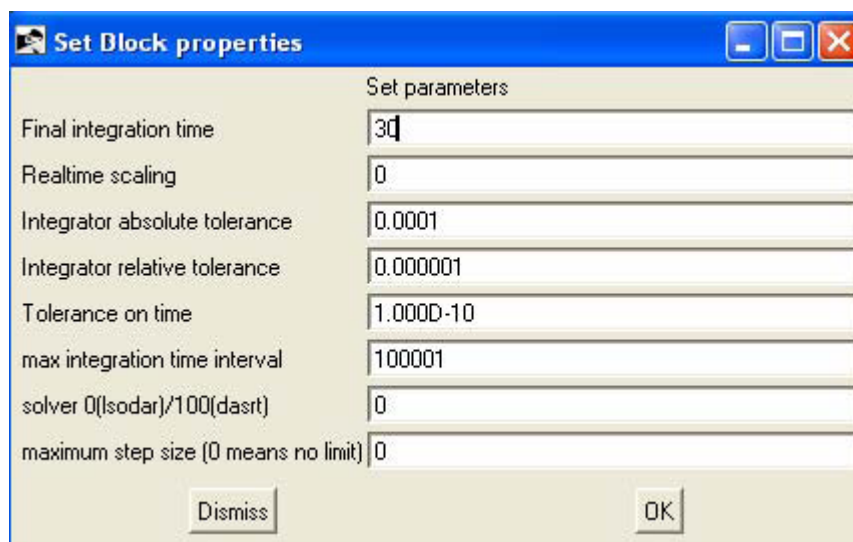 Set Block properties
Set parameters
Final integration time 30
Realtime scaling 0
Integrator absolute tolerance 0.0001
Integrator relative tolerance 0.000001
Tolerance on time 1.000D-10
max integration time interval 100001
solver 0(lsodar)/100(dasrt) 0
maximum step size (0 means no limit) 0
Dismiss OK